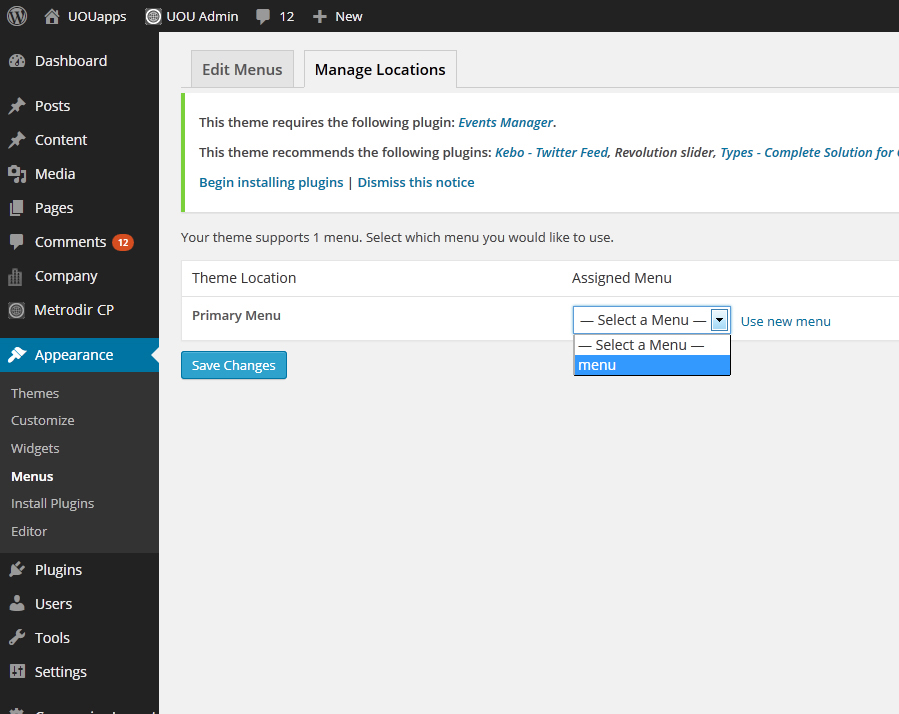 UOUapps UOU Admin 12 New
Dashboard
Posts
Content
Media
Pages
Comments 12
Company
Metrodir CP
Appearance
Themes
Customize
Widgets
Menus
Install Plugins
Editor
Plugins
Users
Tools
Settings
Edit Menus Manage Locations
This theme requires the following plugin: Events Manager.
This theme recommends the following plugins: Kebo - Twitter Feed, Revolution slider, Types - Complete Solution for
Begin installing plugins | Dismiss this notice
Your theme supports 1 menu. Select which menu you would like to use.
Theme Location Assigned Menu
Primary Menu — Select a Menu — Use new menu
— Select a Menu —
menu
Save Changes